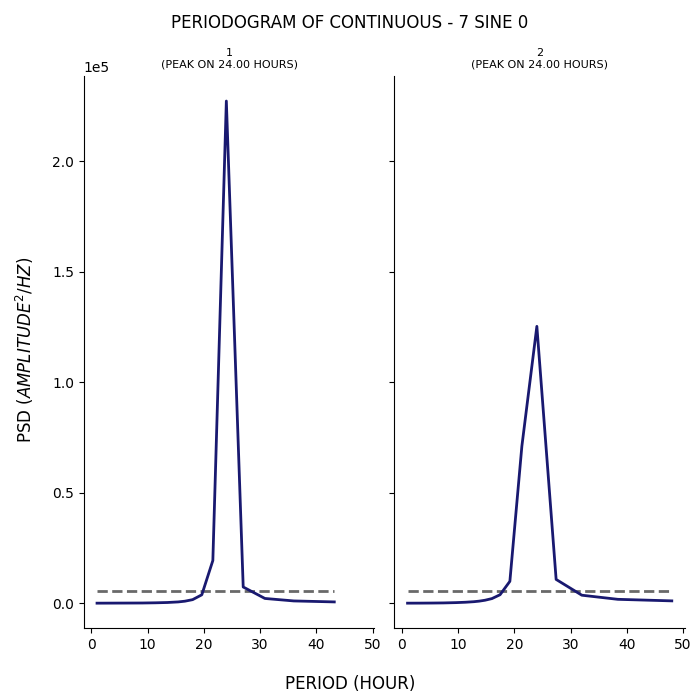 PERIODOGRAM OF CONTINUOUS - 7 SINE 0
1
(PEAK ON 24.00 HOURS)
2
(PEAK ON 24.00 HOURS)
1e5
2.0
1.5
1.0
0.5
0.0
PSD (AMPLITUDE²/HZ)
0 10 20 30 40 50
0 10 20 30 40 50
PERIOD (HOUR)